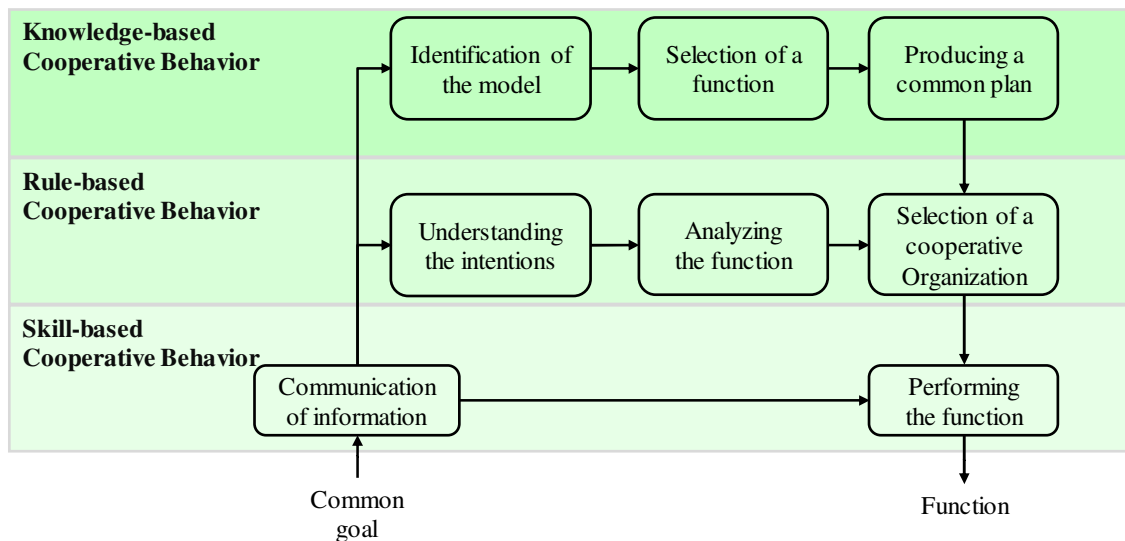 Knowledge-based
Cooperative Behavior
Identification of
the model
Selection of a
function
Producing a
common plan
Rule-based
Cooperative Behavior
Understanding
the intentions
Analyzing
the function
Selection of a
cooperative
Organization
Skill-based
Cooperative Behavior
Communication
of information
Performing
the function
Common
goal
Function